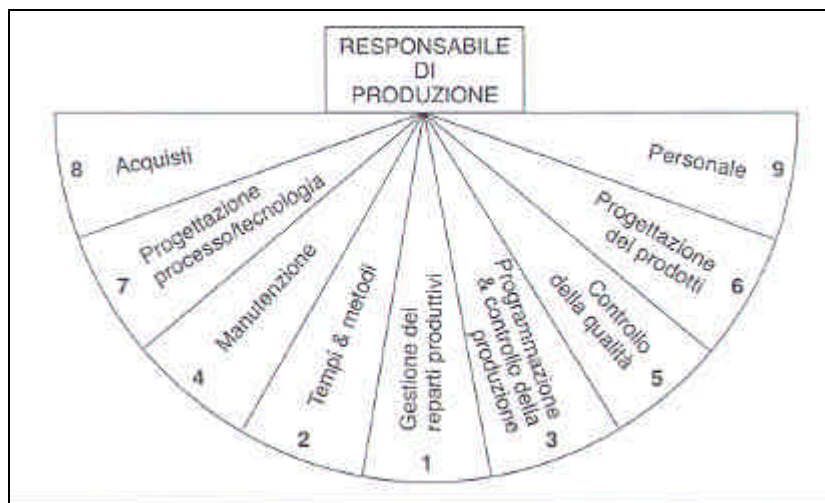 RESPONSABILE
DI
PRODUZIONE
8 Acquisti
Progettazione
processo/tecnologia
7
Manutenzione
4
Tempi & metodi
2
Gestione dei
reparti produttivi
1
Programmazione
& controllo della
produzione
3
Controllo
della qualità
5
Progettazione
dei prodotti
6
Personale 9